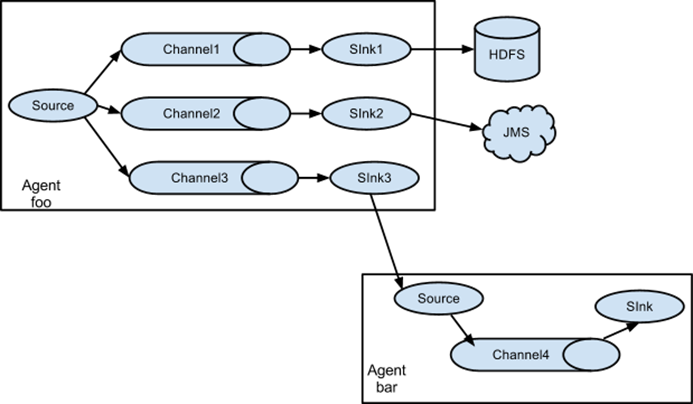 Channel1
SInk1
HDFS
Source
Channel2
SInk2
JMS
Channel3
SInk3
Agent
foo
Source
SInk
Channel4
Agent
bar